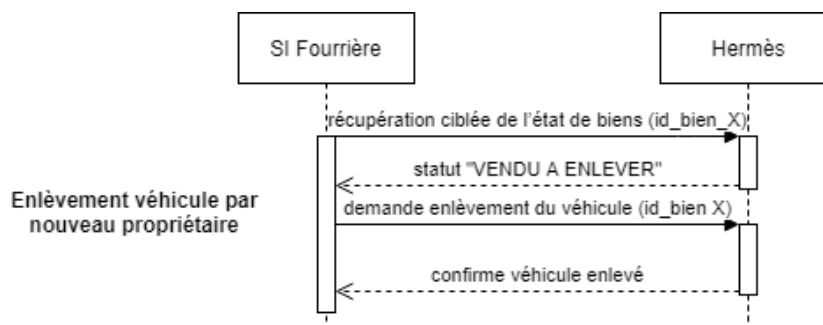 SI Fourrière
Hermès
récupération ciblée de l'état de biens (id_bien_X)
statut "VENDU A ENLEVER"
Enlèvement véhicule par
nouveau propriétaire
demande enlèvement du véhicule (id_bien X)
confirme véhicule enlevé